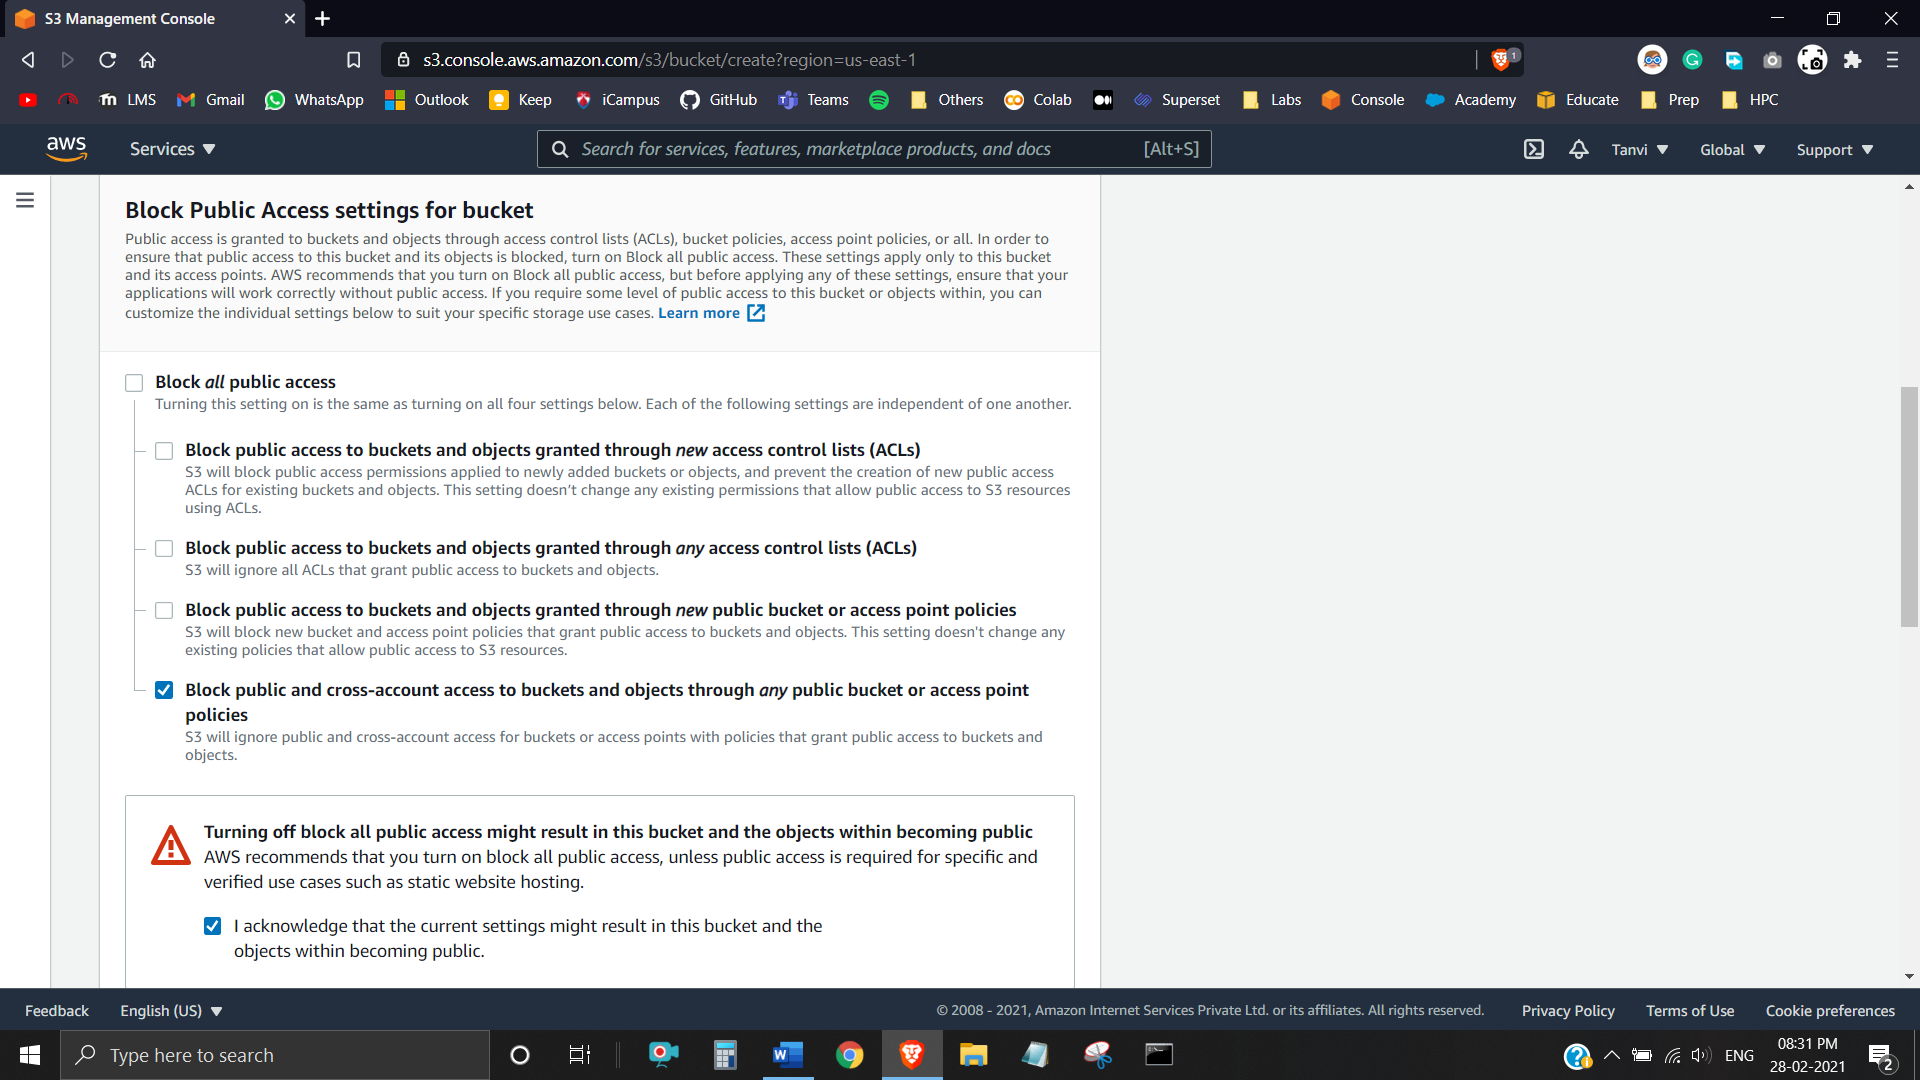 S3 Management Console
s3.console.aws.amazon.com/s3/bucket/create?region=us-east-1
1
LMS Gmail WhatsApp Outlook Keep iCampus GitHub Teams Others Colab Superset Labs Console Academy Educate Prep HPC
aws Services Search for services, features, marketplace products, and docs [Alt+S] Tanvi Global Support
Block Public Access settings for bucket
Public access is granted to buckets and objects through access control lists (ACLs), bucket policies, access point policies, or all. In order to
ensure that public access to this bucket and its objects is blocked, turn on Block all public access. These settings apply only to this bucket
and its access points. AWS recommends that you turn on Block all public access, but before applying any of these settings, ensure that your
applications will work correctly without public access. If you require some level of public access to this bucket or objects within, you can
customize the individual settings below to suit your specific storage use cases. Learn more
Block all public access
Turning this setting on is the same as turning on all four settings below. Each of the following settings are independent of one another.
Block public access to buckets and objects granted through new access control lists (ACLs)
S3 will block public access permissions applied to newly added buckets or objects, and prevent the creation of new public access
ACLs for existing buckets and objects. This setting doesn't change any existing permissions that allow public access to S3 resources
using ACLs.
Block public access to buckets and objects granted through any access control lists (ACLs)
S3 will ignore all ACLs that grant public access to buckets and objects.
Block public access to buckets and objects granted through new public bucket or access point policies
S3 will block new bucket and access point policies that grant public access to buckets and objects. This setting doesn't change any
existing policies that allow public access to S3 resources.
Block public and cross-account access to buckets and objects through any public bucket or access point
policies
S3 will ignore public and cross-account access for buckets or access points with policies that grant public access to buckets and
objects.
Turning off block all public access might result in this bucket and the objects within becoming public
AWS recommends that you turn on block all public access, unless public access is required for specific and
verified use cases such as static website hosting.
I acknowledge that the current settings might result in this bucket and the
objects within becoming public.
Feedback English (US) © 2008 - 2021, Amazon Internet Services Private Ltd. or its affiliates. All rights reserved. Privacy Policy Terms of Use Cookie preferences
Type here to search ENG 08:31 PM
28-02-2021 2